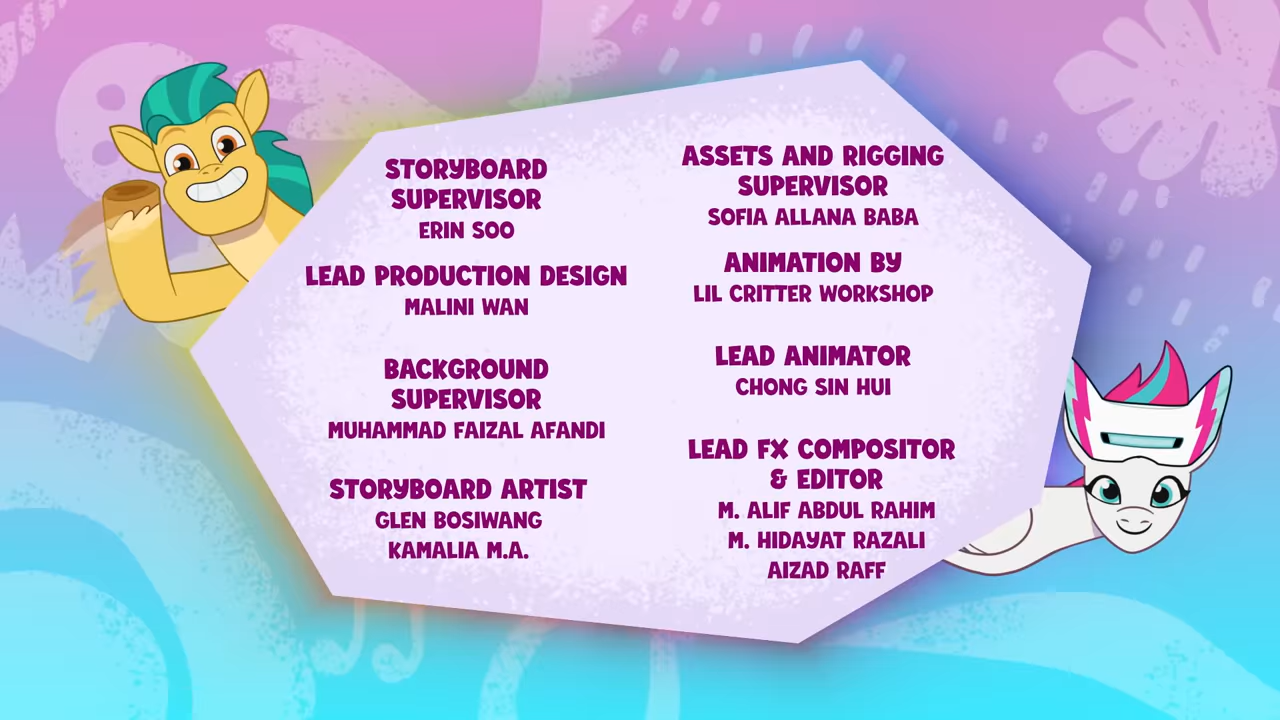 STORYBOARD
SUPERVISOR
ERIN SOO
LEAD PRODUCTION DESIGN
MALINI WAN
BACKGROUND
SUPERVISOR
MUHAMMAD FAIZAL AFANDI
STORYBOARD ARTIST
GLEN BOSIWANG
KAMALIA M.A.
ASSETS AND RIGGING
SUPERVISOR
SOFIA ALLANA BABA
ANIMATION BY
LIL CRITTER WORKSHOP
LEAD ANIMATOR
CHONG SIN HUI
LEAD FX COMPOSITOR
& EDITOR
M. ALIF ABDUL RAHIM
M. HIDAYAT RAZALI
AIZAD RAFF